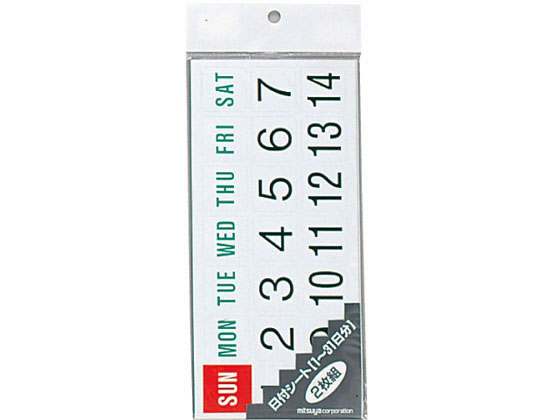 SUN MON TUE WED THU FRI SAT
2 3 4 5 6 7
10 11 12 13 14
日付シート[1〜31日分]
2枚組
mitsuya corporation